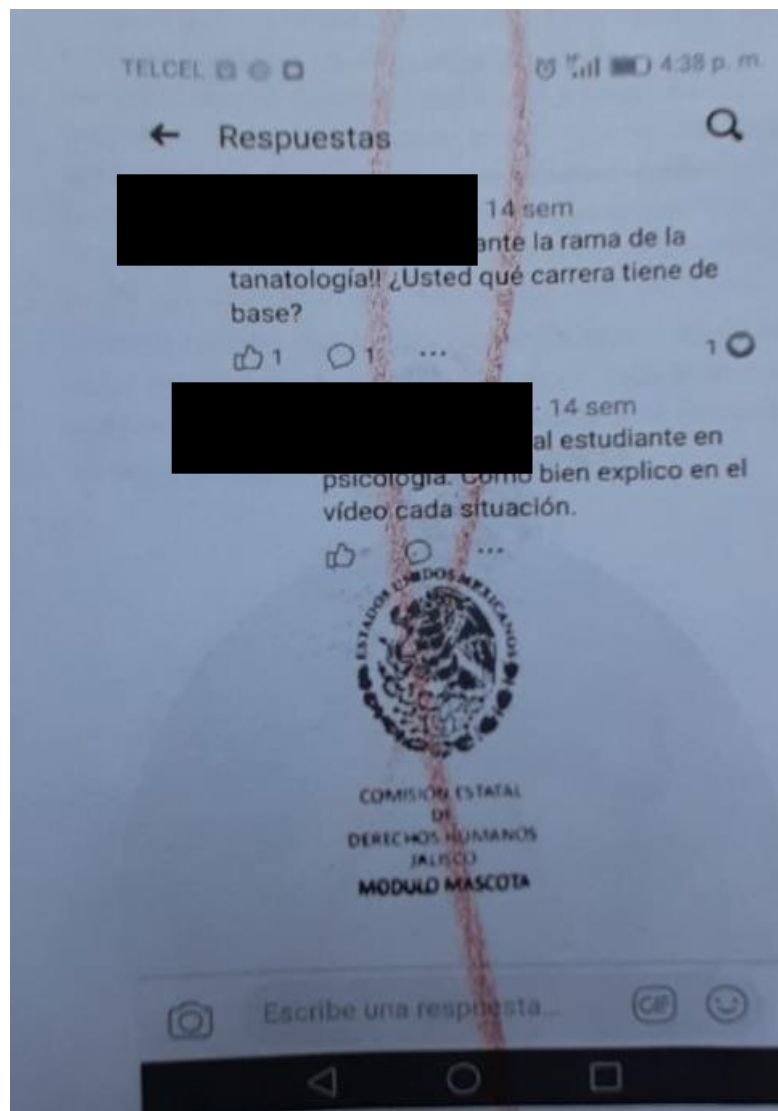 TELCEL 4:38 p. m.
Respuestas
14 sem
ante la rama de la
tanatología!! ¿Usted qué carrera tiene de
base?
1 1 1
· 14 sem
al estudiante en
psicología. Como bien explico en el
vídeo cada situación.
ESTADOS UNIDOS MEXICANOS
COMISIÓN ESTATAL
DE
DERECHOS HUMANOS
JALISCO
MODULO MASCOTA
Escribe una respuesta...
GIF